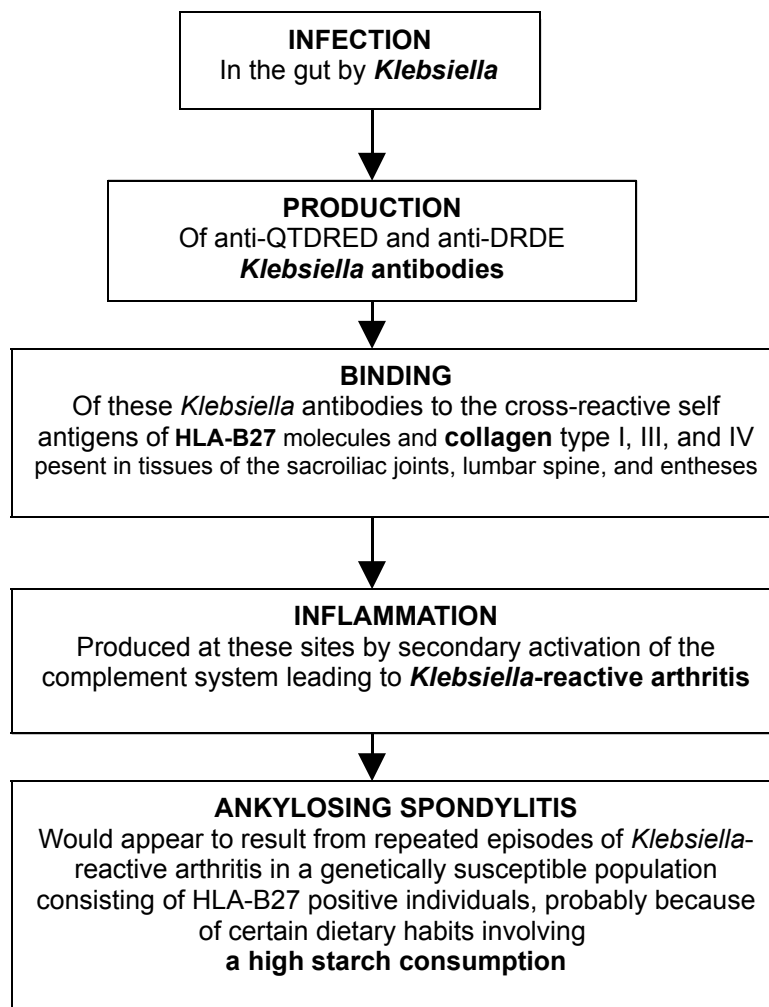 INFECTION
In the gut by Klebsiella
PRODUCTION
Of anti-QTDRED and anti-DRDE
Klebsiella antibodies
BINDING
Of these Klebsiella antibodies to the cross-reactive self
antigens of HLA-B27 molecules and collagen type I, III, and IV
pesent in tissues of the sacroiliac joints, lumbar spine, and entheses
INFLAMMATION
Produced at these sites by secondary activation of the
complement system leading to Klebsiella-reactive arthritis
ANKYLOSING SPONDYLITIS
Would appear to result from repeated episodes of Klebsiella-
reactive arthritis in a genetically susceptible population
consisting of HLA-B27 positive individuals, probably because
of certain dietary habits involving
a high starch consumption